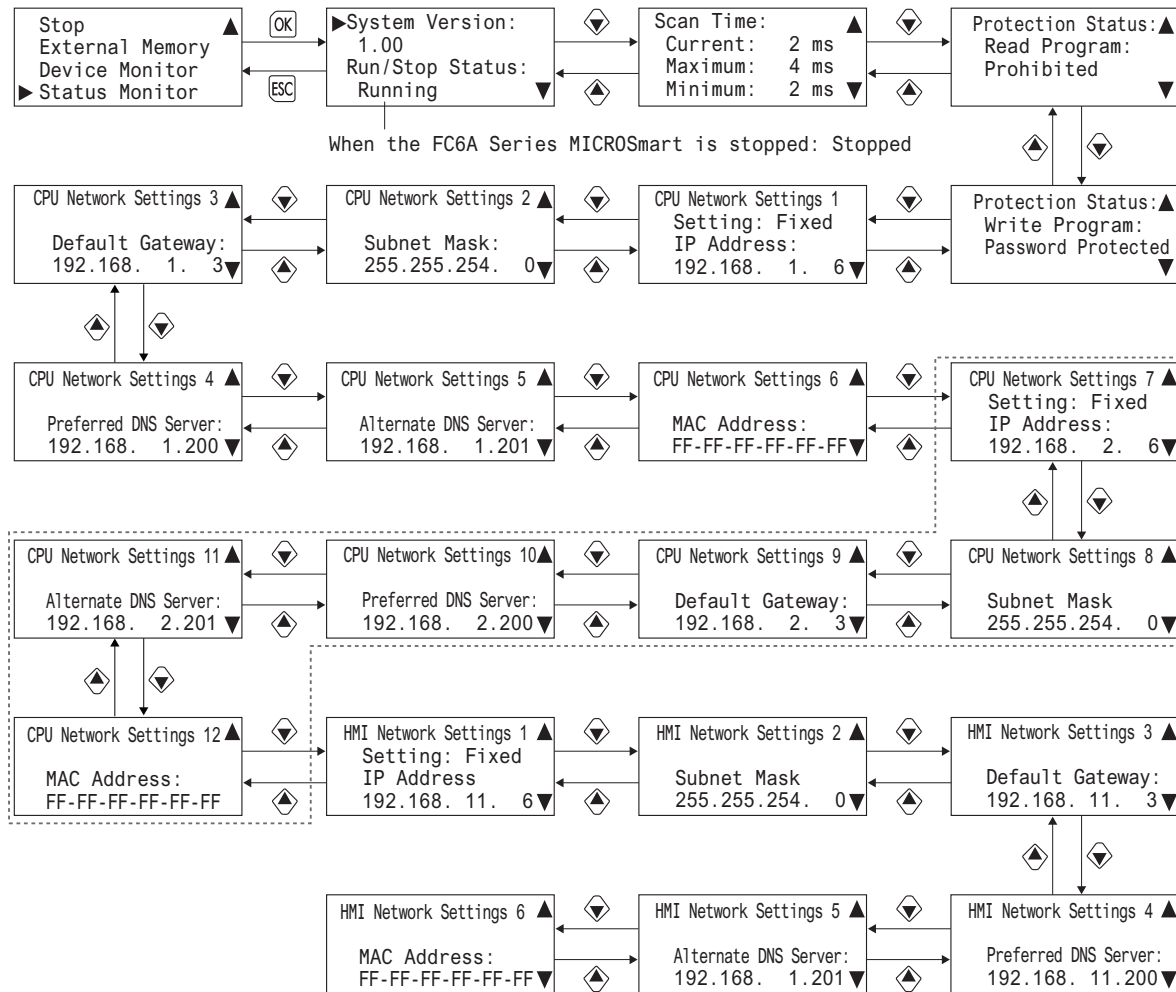 Stop
External Memory
Device Monitor
Status Monitor
OK
ESC
System Version:
1.00
Run/Stop Status:
Running
Scan Time:
Current: 2 ms
Maximum: 4 ms
Minimum: 2 ms
Protection Status:
Read Program:
Prohibited
When the FC6A Series MICROSmart is stopped: Stopped
CPU Network Settings 3
Default Gateway:
192.168. 1. 3
CPU Network Settings 2
Subnet Mask:
255.255.254. 0
CPU Network Settings 1
Setting: Fixed
IP Address:
192.168. 1. 6
Protection Status:
Write Program:
Password Protected
CPU Network Settings 4
Preferred DNS Server:
192.168. 1.200
CPU Network Settings 5
Alternate DNS Server:
192.168. 1.201
CPU Network Settings 6
MAC Address:
FF-FF-FF-FF-FF-FF
CPU Network Settings 7
Setting: Fixed
IP Address:
192.168. 2. 6
CPU Network Settings 11
Alternate DNS Server:
192.168. 2.201
CPU Network Settings 10
Preferred DNS Server:
192.168. 2.200
CPU Network Settings 9
Default Gateway:
192.168. 2. 3
CPU Network Settings 8
Subnet Mask
255.255.254. 0
CPU Network Settings 12
MAC Address:
FF-FF-FF-FF-FF-FF
HMI Network Settings 1
Setting: Fixed
IP Address
192.168. 11. 6
HMI Network Settings 2
Subnet Mask
255.255.254. 0
HMI Network Settings 3
Default Gateway:
192.168. 11. 3
HMI Network Settings 6
MAC Address:
FF-FF-FF-FF-FF-FF
HMI Network Settings 5
Alternate DNS Server:
192.168. 1.201
HMI Network Settings 4
Preferred DNS Server:
192.168. 11.200